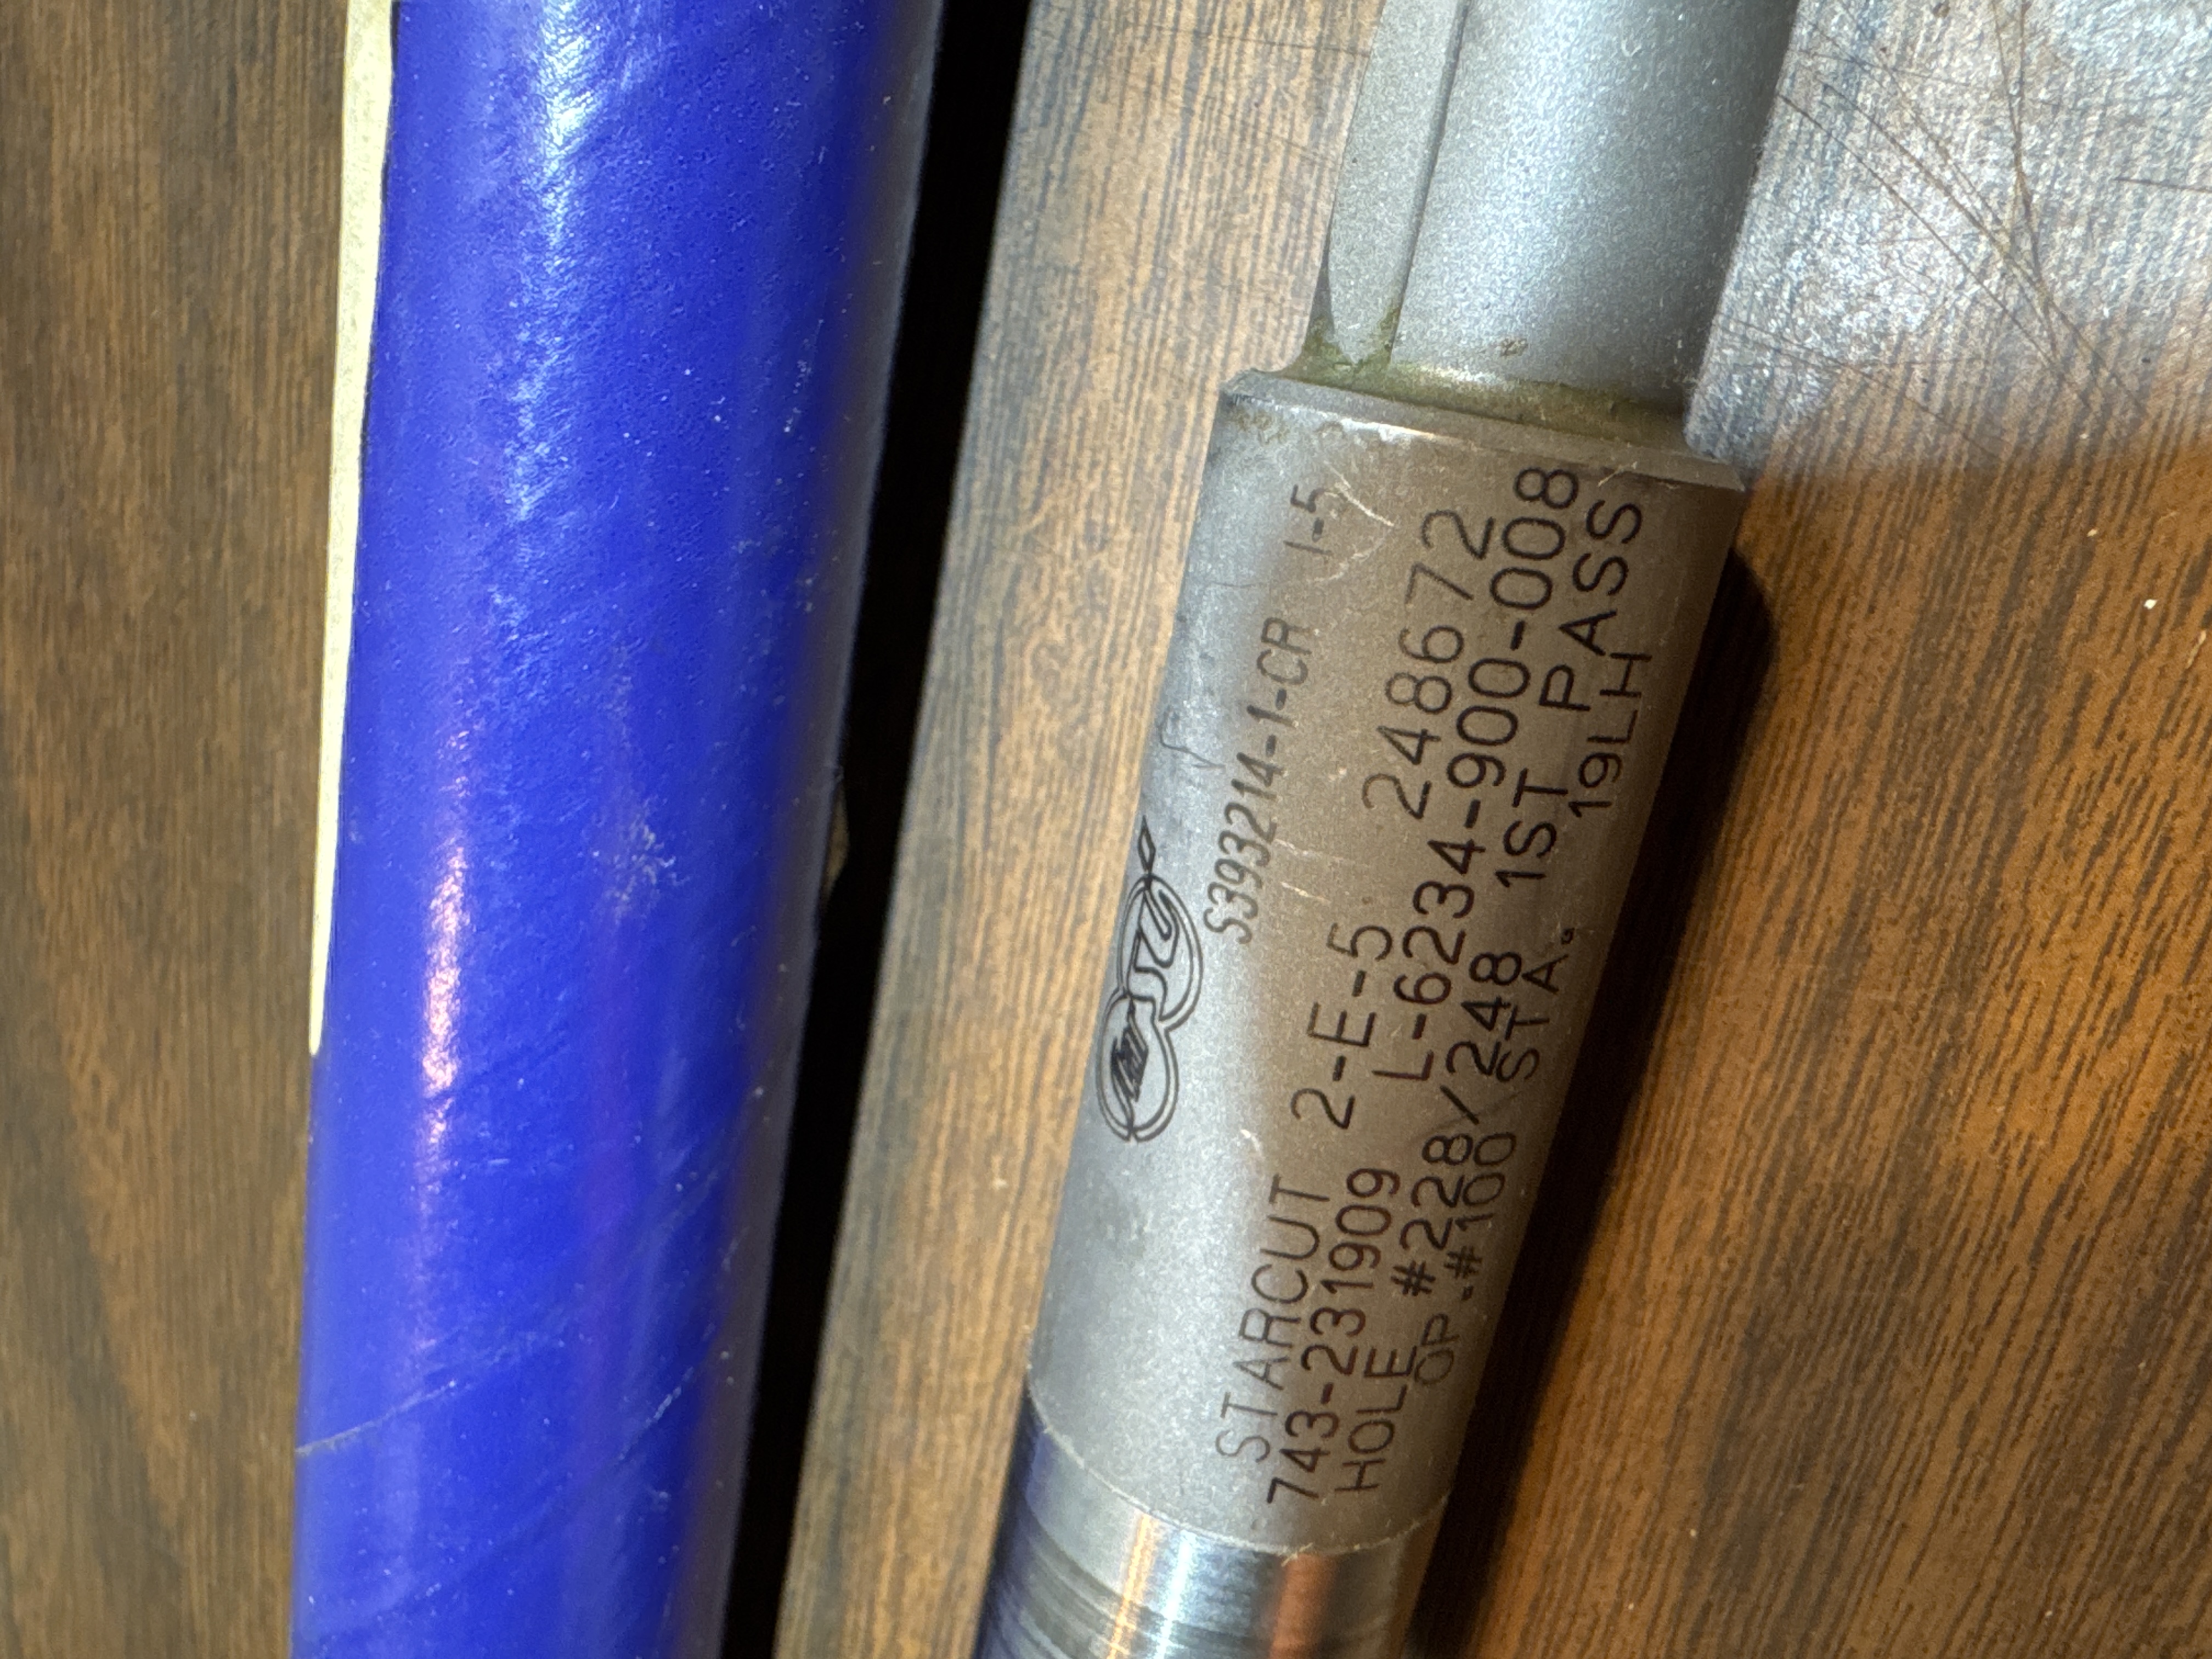 S393214-1-CR 1-5
STARCUT 2-E-5 248672
743-231909 L-6234-900-008
HOLE #228/248 1ST PASS
OP.#100 STA. 19LH